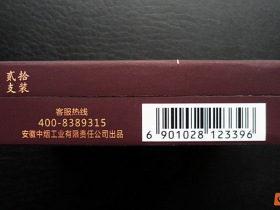 贰拾
支装
客服热线
400-8389315
安徽中烟工业有限责任公司出品
6 901028 123396